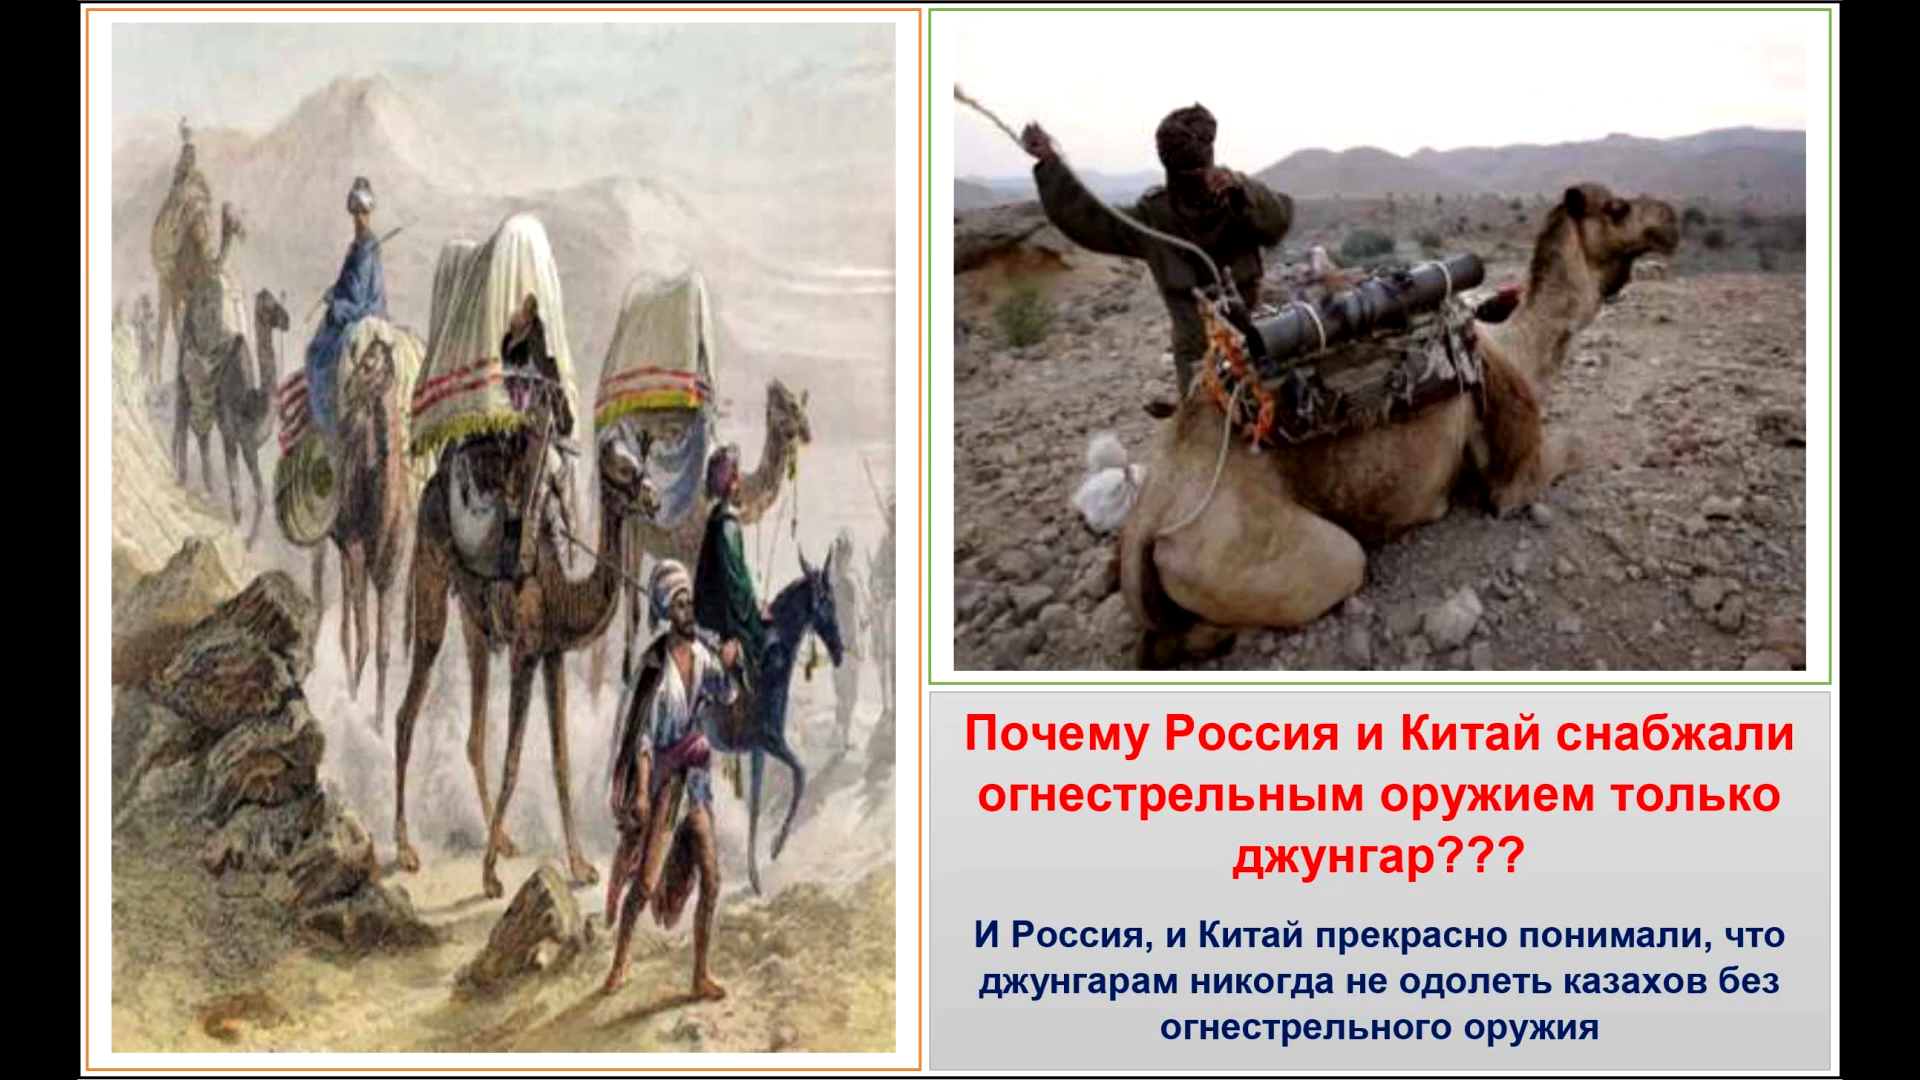 Почему Россия и Китай снабжали
огнестрельным оружием только
джунгар???
И Россия, и Китай прекрасно понимали, что
джунгарам никогда не одолеть казахов без
огнестрельного оружия